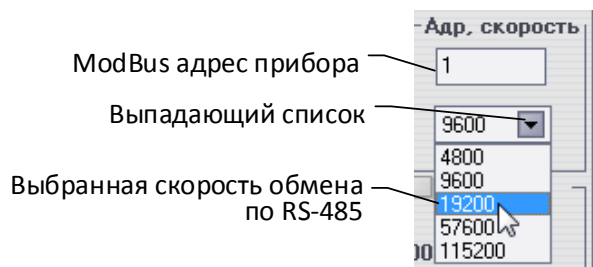 Адр, скорость
ModBus адрес прибора
1
Выпадающий список
9600
4800
9600
Выбранная скорость обмена
по RS-485
19200
57600
00
115200